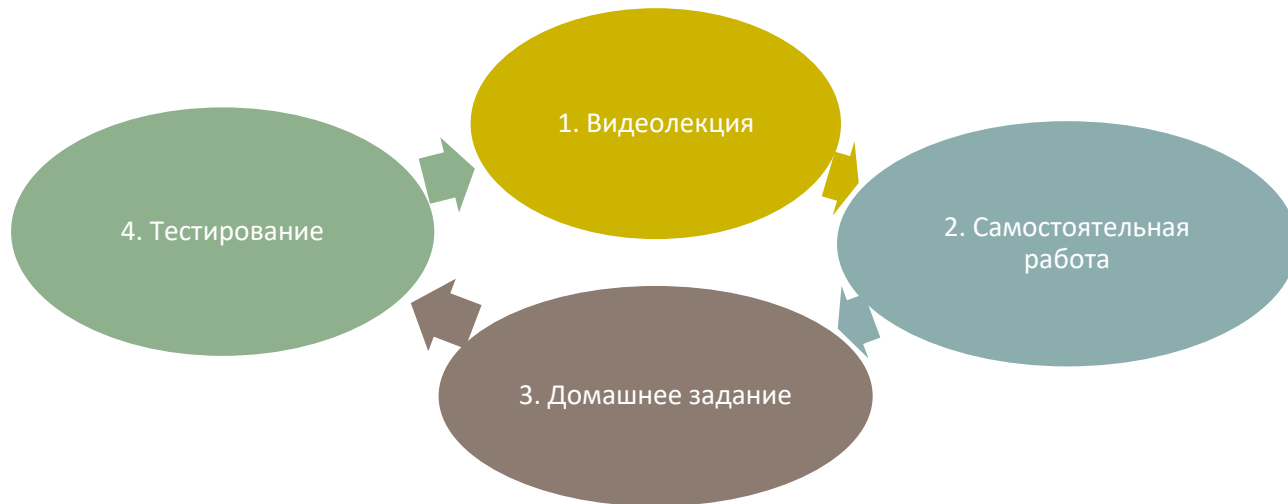 1. Видеолекция
2. Самостоятельная
работа
3. Домашнее задание
4. Тестирование